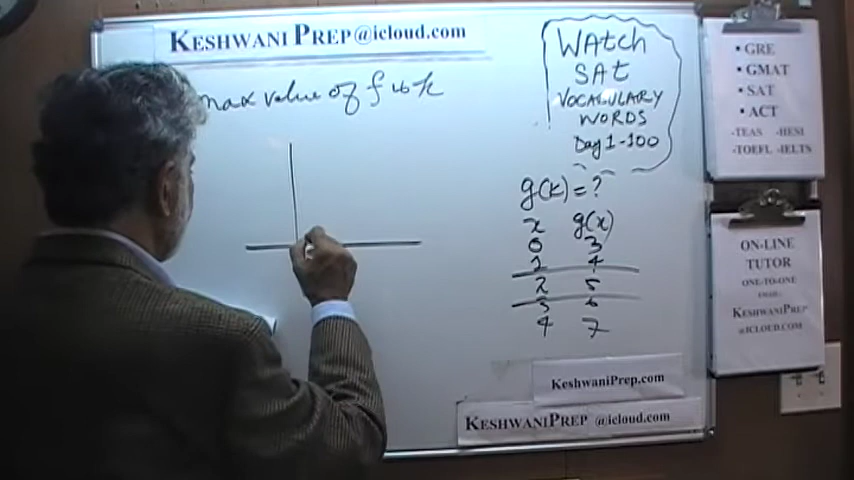 KESHWANI PREP@icloud.com
max value of f is k
WAtch
SAt
VOCABULARY
WORDS
Day 1-100
g(k)=?
x g(x)
0 3
1 4
2 5
3 6
4 7
KESHWANIPREP.com
KESHWANIPREP @icloud.com
• GRE
• GMAT
• SAT
• ACT
-TEAS -HESI
-TOEFL -IELTS
ON-LINE
TUTOR
ONE-TO-ONE
EMAIL:
KESHWANIPREP
@ICLOUD.COM